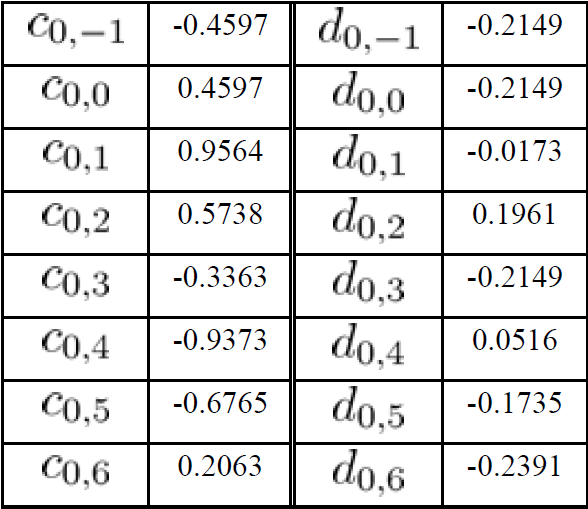 c0,−1 -0.4597 d0,−1 -0.2149
c0,0 0.4597 d0,0 -0.2149
c0,1 0.9564 d0,1 -0.0173
c0,2 0.5738 d0,2 0.1961
c0,3 -0.3363 d0,3 -0.2149
c0,4 -0.9373 d0,4 0.0516
c0,5 -0.6765 d0,5 -0.1735
c0,6 0.2063 d0,6 -0.2391